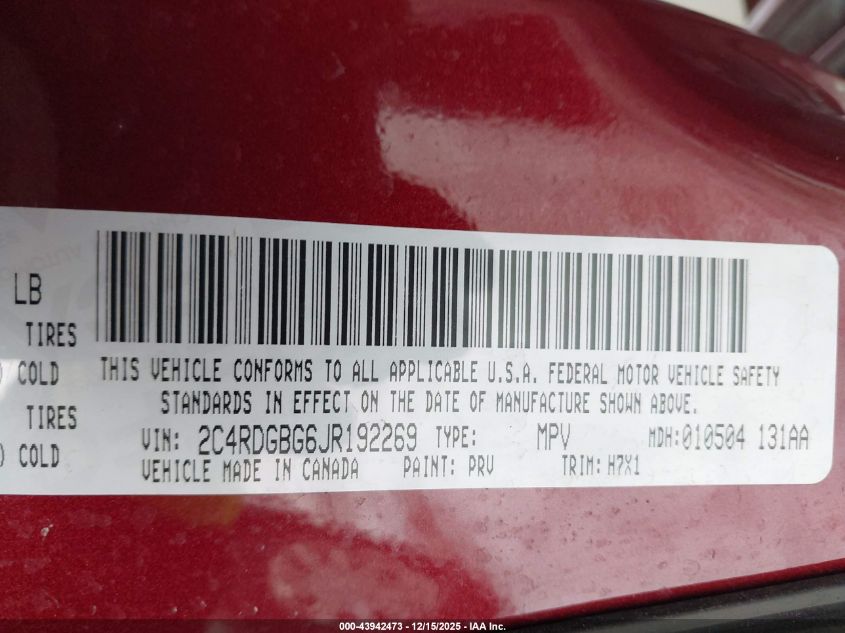 LB
TIRES
COLD
THIS VEHICLE CONFORMS TO ALL APPLICABLE U.S.A. FEDERAL MOTOR VEHICLE SAFETY
STANDARDS IN EFFECT ON THE DATE OF MANUFACTURE SHOWN ABOVE.
TIRES
VIN: 2C4RDGBG6JR192269 TYPE: MPV MDH:010504 131AA
) COLD
VEHICLE MADE IN CANADA PAINT: PRV TRIM: H7X1
000-43942473 - 12/15/2025 - IAA Inc.